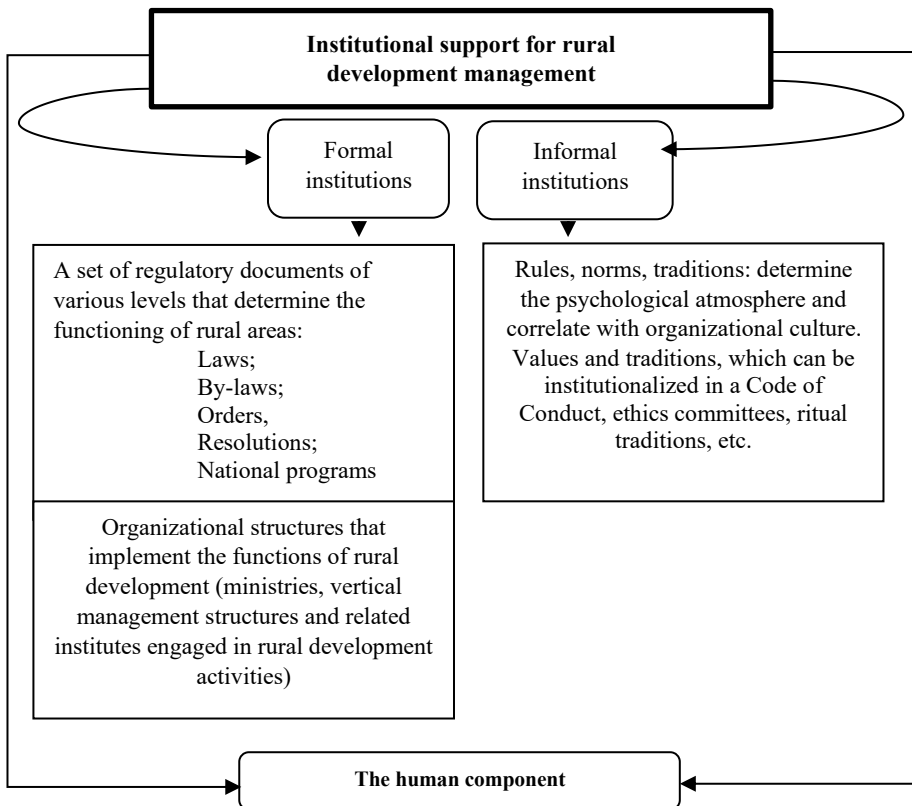 Institutional support for rural
development management
Formal
institutions
Informal
institutions
A set of regulatory documents of
various levels that determine the
functioning of rural areas:
Laws;
By-laws;
Orders,
Resolutions;
National programs
Rules, norms, traditions: determine
the psychological atmosphere and
correlate with organizational culture.
Values and traditions, which can be
institutionalized in a Code of
Conduct, ethics committees, ritual
traditions, etc.
Organizational structures that
implement the functions of rural
development (ministries, vertical
management structures and related
institutes engaged in rural development
activities)
The human component